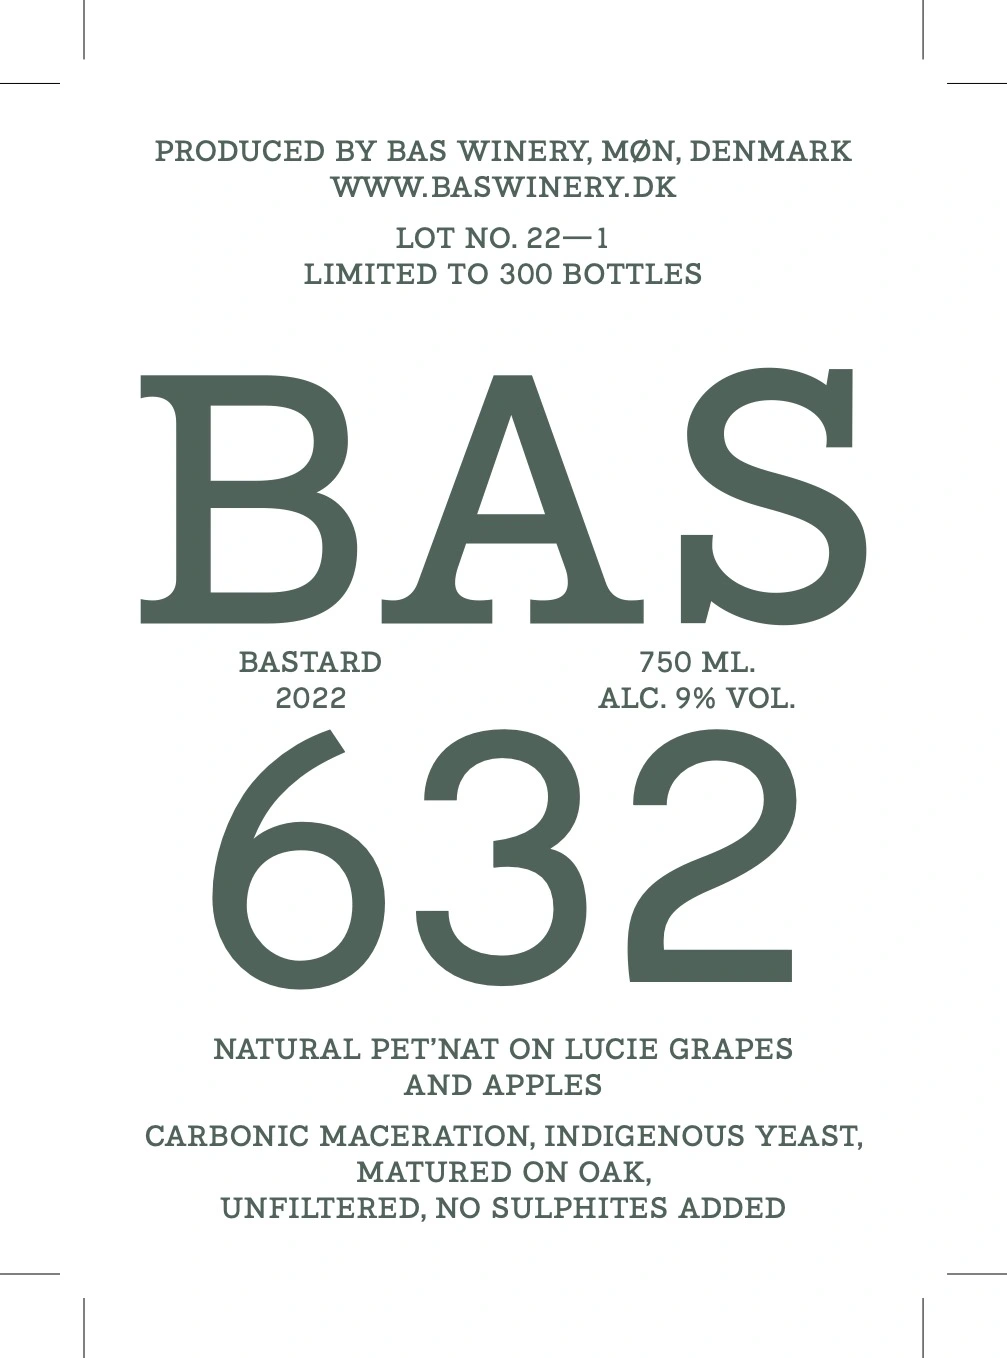 PRODUCED BY BAS WINERY, MØN, DENMARK
WWW.BASWINERY.DK
LOT NO. 22—1
LIMITED TO 300 BOTTLES
BAS
BASTARD
2022
750 ML.
ALC. 9% VOL.
632
NATURAL PET’NAT ON LUCIE GRAPES
AND APPLES
CARBONIC MACERATION, INDIGENOUS YEAST,
MATURED ON OAK,
UNFILTERED, NO SULPHITES ADDED